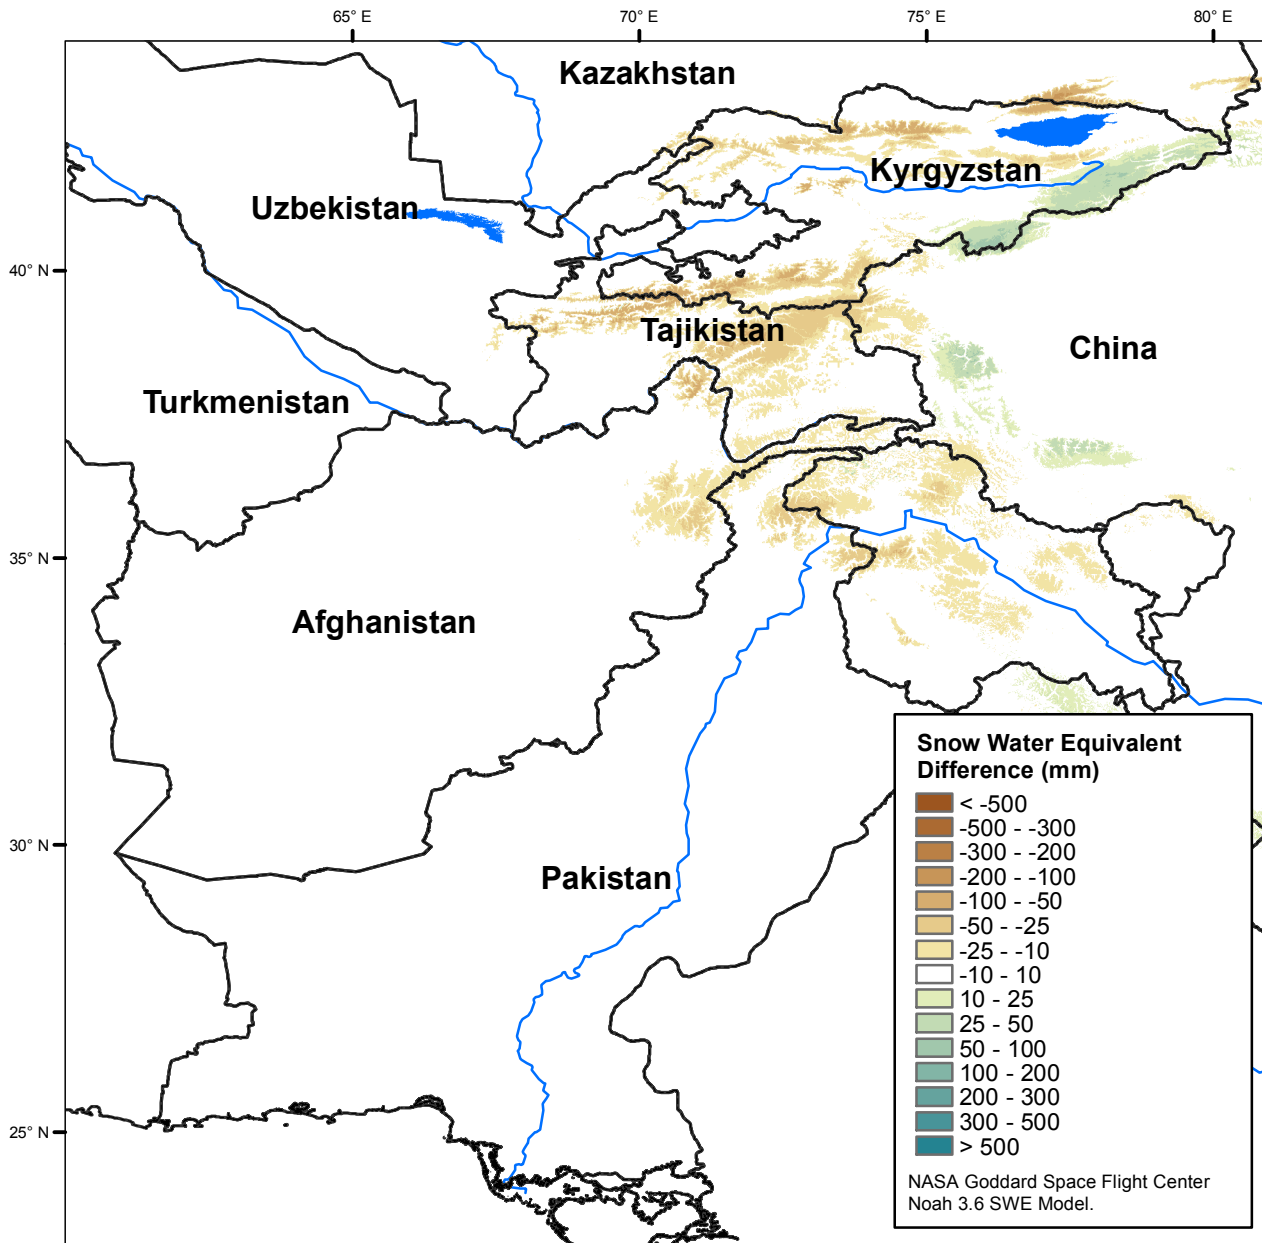 65° E
70° E
75° E
80° E
Kazakhstan
Kyrgyzstan
Uzbekistan
40° N
Tajikistan
China
Turkmenistan
35° N
Afghanistan
Snow Water Equivalent
Difference (mm)
< -500
-500 - -300
-300 - -200
-200 - -100
-100 - -50
-50 - -25
-25 - -10
-10 - 10
10 - 25
25 - 50
50 - 100
100 - 200
200 - 300
300 - 500
> 500
30° N
Pakistan
25° N
NASA Goddard Space Flight Center
Noah 3.6 SWE Model.